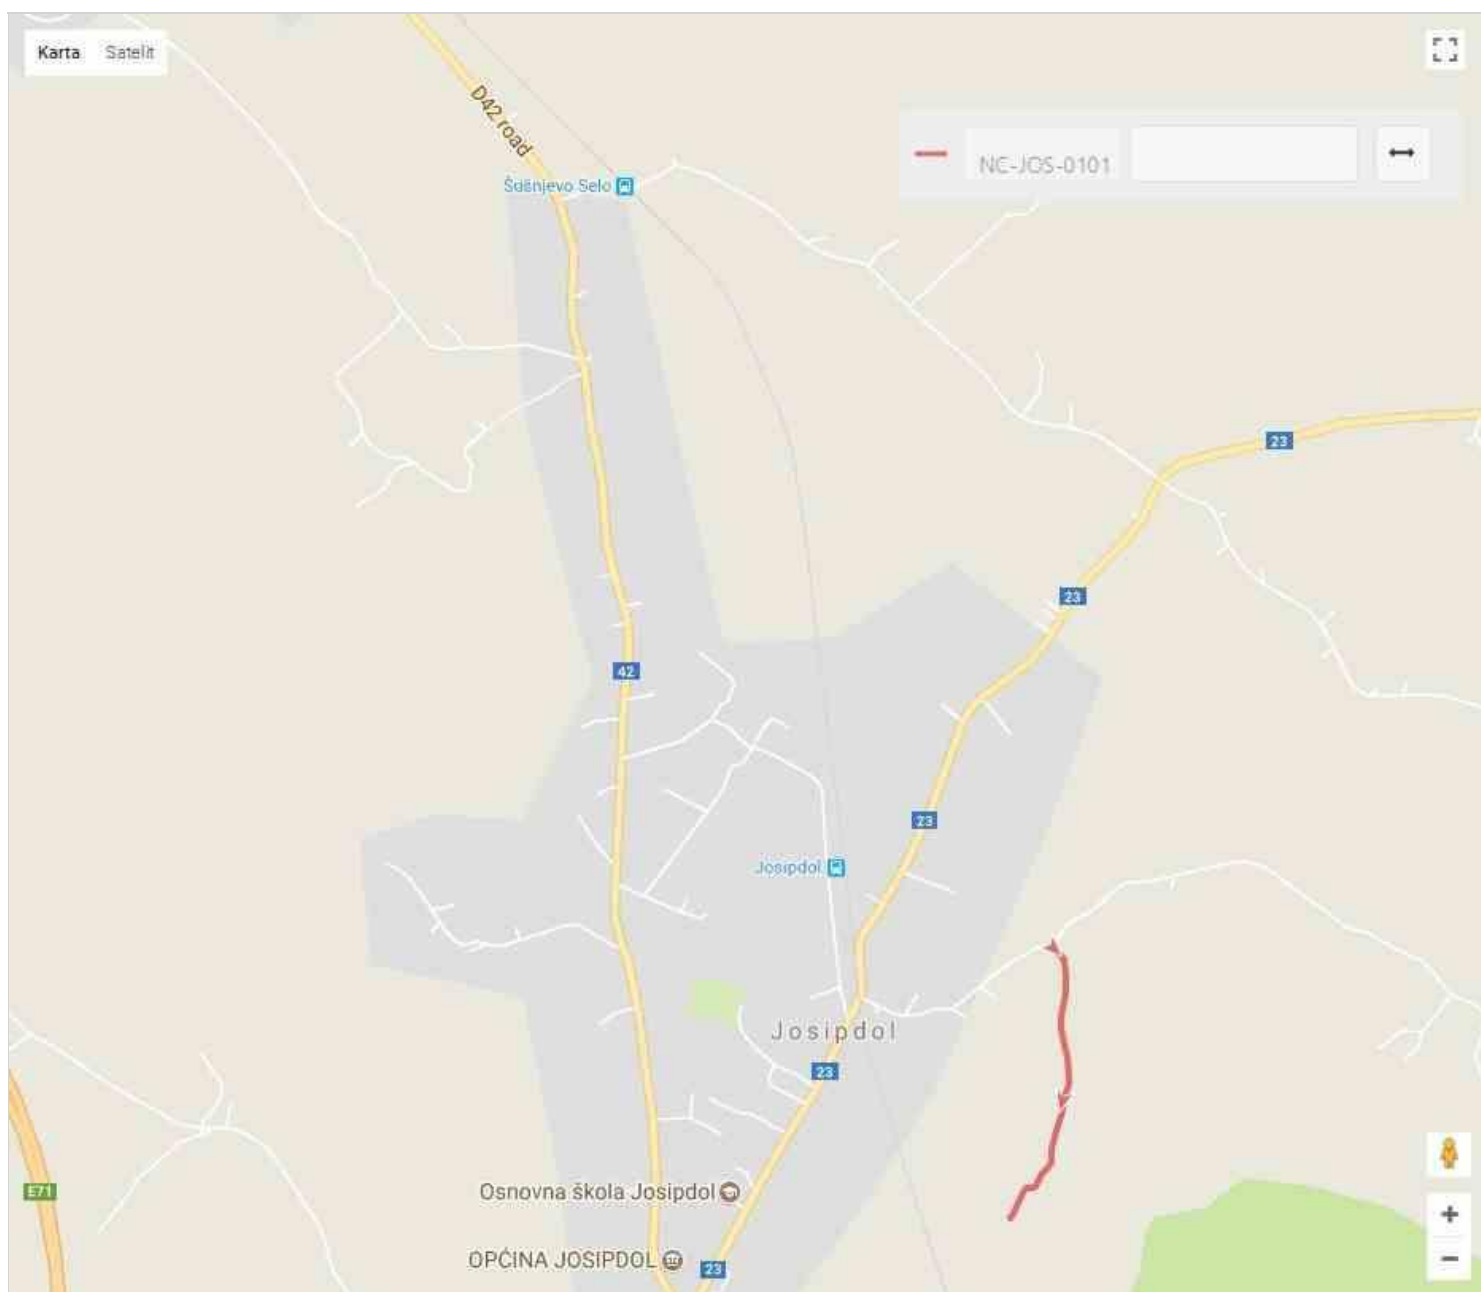 Karta Satelit
D42 road
NC-JOS-0101
Šušnjevo Selo
23
23
42
23
Josipdol
Josipdol
23
E71
Osnovna škola Josipdol
OPĆINA JOSIPDOL
23